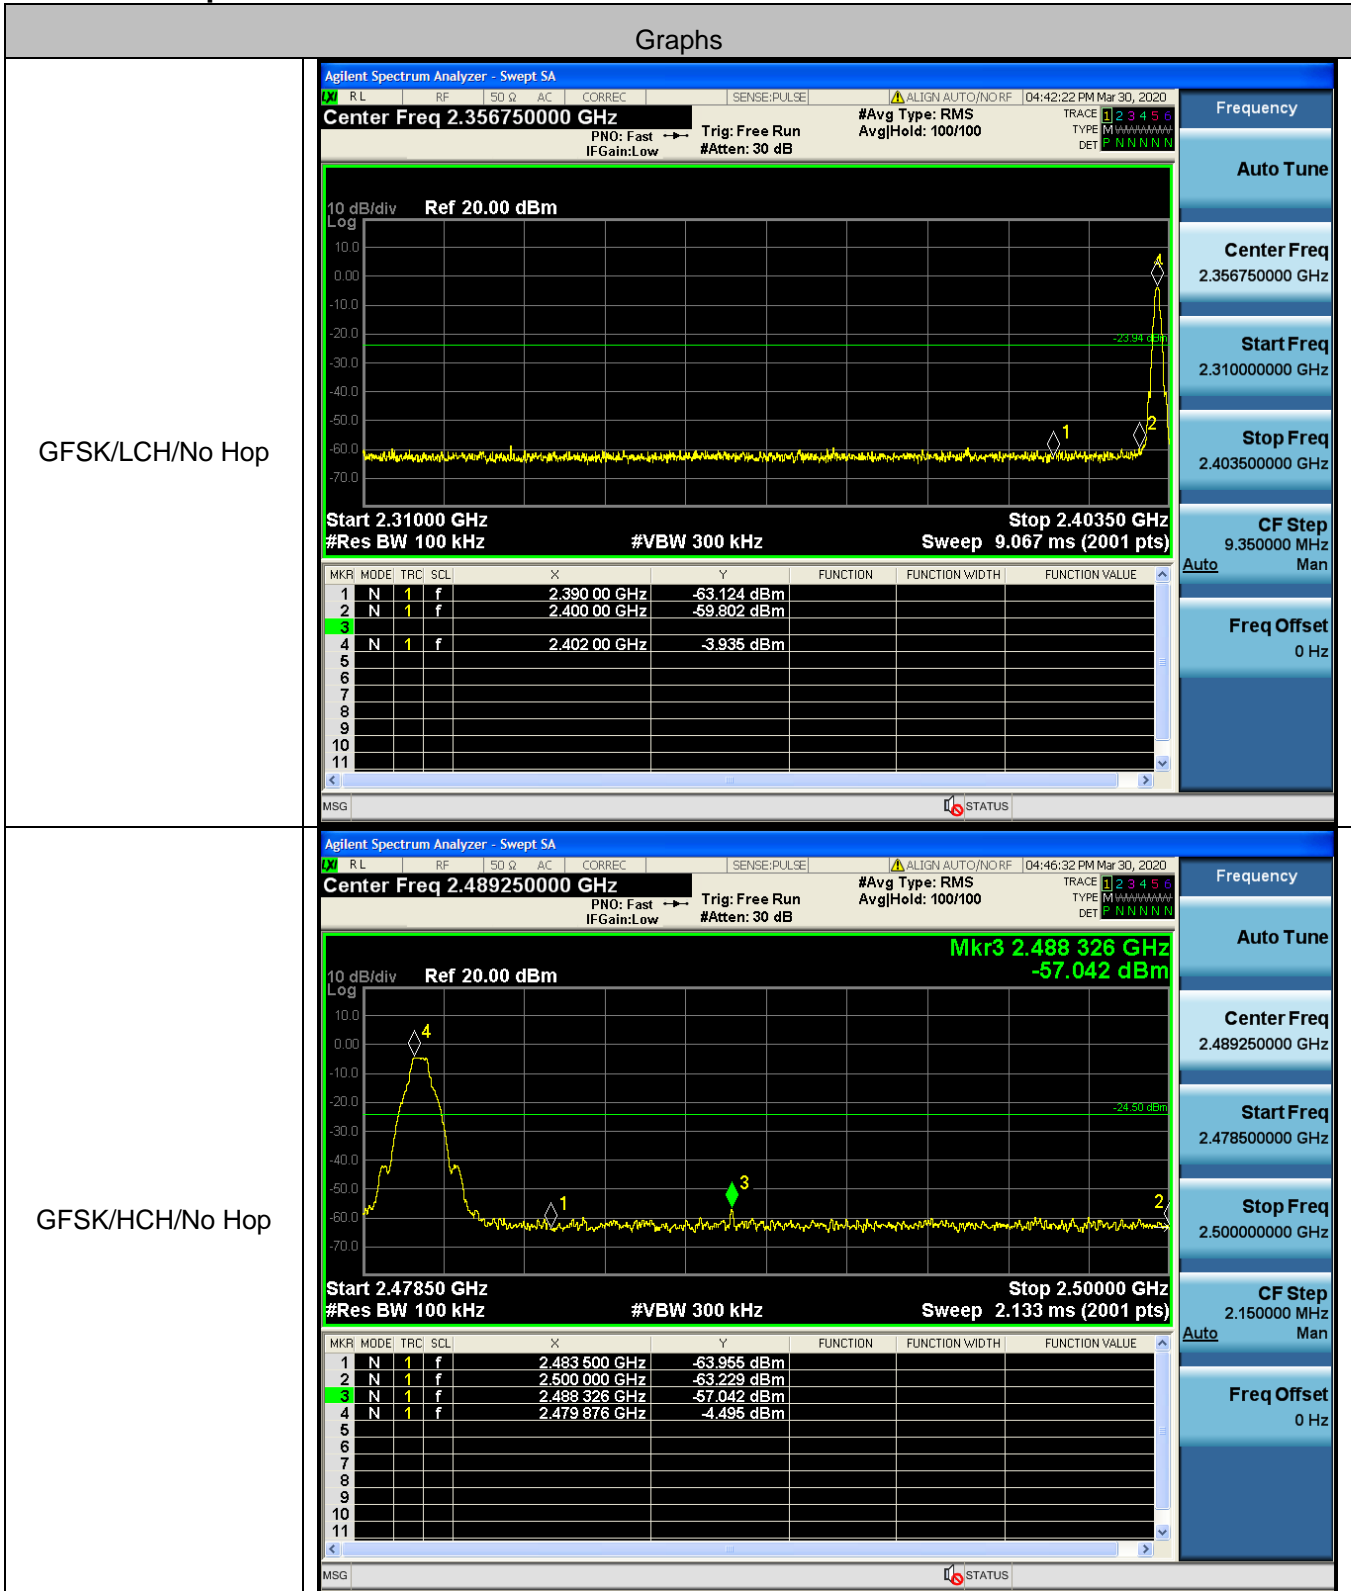 Graphs
GFSK/LCH/No Hop
Agilent Spectrum Analyzer - Swept SA
LXI RL RF 50 Ω AC CORREC SENSE:PULSE ALIGN AUTO/NO RF 04:42:22 PM Mar 30, 2020
Center Freq 2.356750000 GHz
PNO: Fast
IFGain:Low
Trig: Free Run
#Atten: 30 dB
#Avg Type: RMS
Avg|Hold: 100/100
TRACE 1 2 3 4 5 6
TYPE M WWWWW
DET P N N N N N
10 dB/div Ref 20.00 dBm
Log
10.0
0.00
-10.0
-20.0
-30.0
-40.0
-50.0
-60.0
-70.0
-23.94 dBm
4
1
2
Start 2.31000 GHz Stop 2.40350 GHz
#Res BW 100 kHz #VBW 300 kHz Sweep 9.067 ms (2001 pts)
MKR MODE TRC SCL X Y FUNCTION FUNCTION WIDTH FUNCTION VALUE
1 N 1 f 2.390 00 GHz -63.124 dBm
2 N 1 f 2.400 00 GHz -59.802 dBm
3
4 N 1 f 2.402 00 GHz -3.935 dBm
5
6
7
8
9
10
11
MSG STATUS
Frequency
Auto Tune
Center Freq
2.356750000 GHz
Start Freq
2.310000000 GHz
Stop Freq
2.403500000 GHz
CF Step
9.350000 MHz
Auto Man
Freq Offset
0 Hz
GFSK/HCH/No Hop
Agilent Spectrum Analyzer - Swept SA
LXI RL RF 50 Ω AC CORREC SENSE:PULSE ALIGN AUTO/NO RF 04:46:32 PM Mar 30, 2020
Center Freq 2.489250000 GHz
PNO: Fast
IFGain:Low
Trig: Free Run
#Atten: 30 dB
#Avg Type: RMS
Avg|Hold: 100/100
TRACE 1 2 3 4 5 6
TYPE M WWWWW
DET P N N N N N
Mkr3 2.488 326 GHz
-57.042 dBm
10 dB/div Ref 20.00 dBm
Log
10.0
0.00
-10.0
-20.0
-30.0
-40.0
-50.0
-60.0
-70.0
-24.50 dBm
4
1
3
2
Start 2.47850 GHz Stop 2.50000 GHz
#Res BW 100 kHz #VBW 300 kHz Sweep 2.133 ms (2001 pts)
MKR MODE TRC SCL X Y FUNCTION FUNCTION WIDTH FUNCTION VALUE
1 N 1 f 2.483 500 GHz -63.955 dBm
2 N 1 f 2.500 000 GHz -63.229 dBm
3 N 1 f 2.488 326 GHz -57.042 dBm
4 N 1 f 2.479 876 GHz -4.495 dBm
5
6
7
8
9
10
11
MSG STATUS
Frequency
Auto Tune
Center Freq
2.489250000 GHz
Start Freq
2.478500000 GHz
Stop Freq
2.500000000 GHz
CF Step
2.150000 MHz
Auto Man
Freq Offset
0 Hz